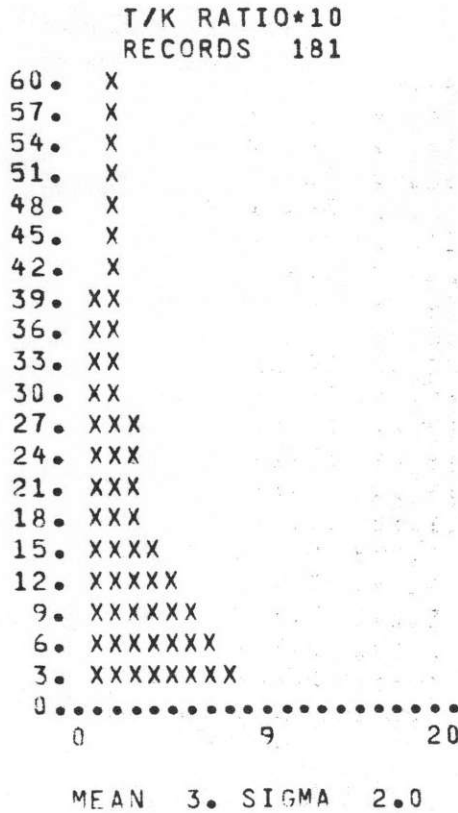 T/K RATIO*10
RECORDS 181
60. X
57. X
54. X
51. X
48. X
45. X
42. X
39. XX
36. XX
33. XX
30. XX
27. XXX
24. XXX
21. XXX
18. XXX
15. XXXX
12. XXXXX
9. XXXXXX
6. XXXXXXX
3. XXXXXXXX
0......................
0 9 20
MEAN 3. SIGMA 2.0